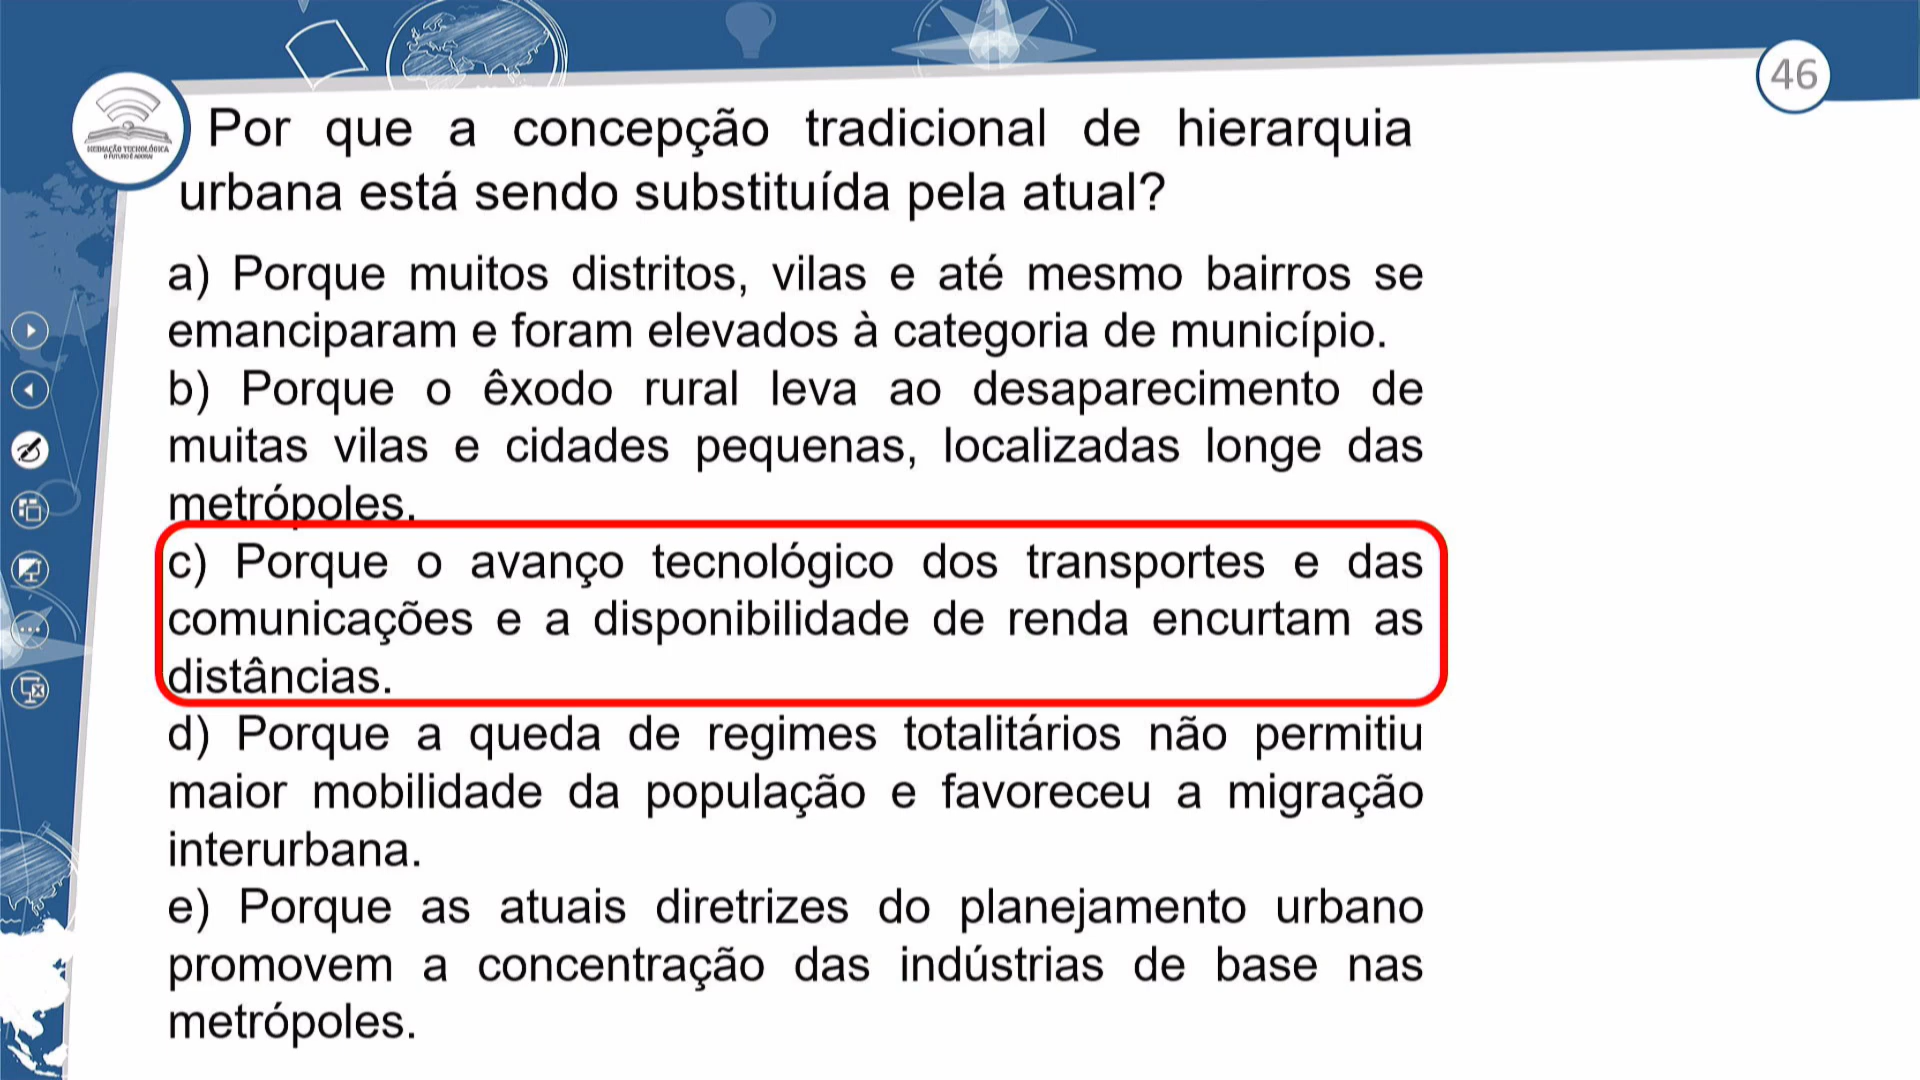 46
MEDIAÇÃO TECNOLÓGICA
O FUTURO É AGORA!
Por que a concepção tradicional de hierarquia
urbana está sendo substituída pela atual?
a) Porque muitos distritos, vilas e até mesmo bairros se
emanciparam e foram elevados à categoria de município.
b) Porque o êxodo rural leva ao desaparecimento de
muitas vilas e cidades pequenas, localizadas longe das
metrópoles.
c) Porque o avanço tecnológico dos transportes e das
comunicações e a disponibilidade de renda encurtam as
distâncias.
d) Porque a queda de regimes totalitários não permitiu
maior mobilidade da população e favoreceu a migração
interurbana.
e) Porque as atuais diretrizes do planejamento urbano
promovem a concentração das indústrias de base nas
metrópoles.